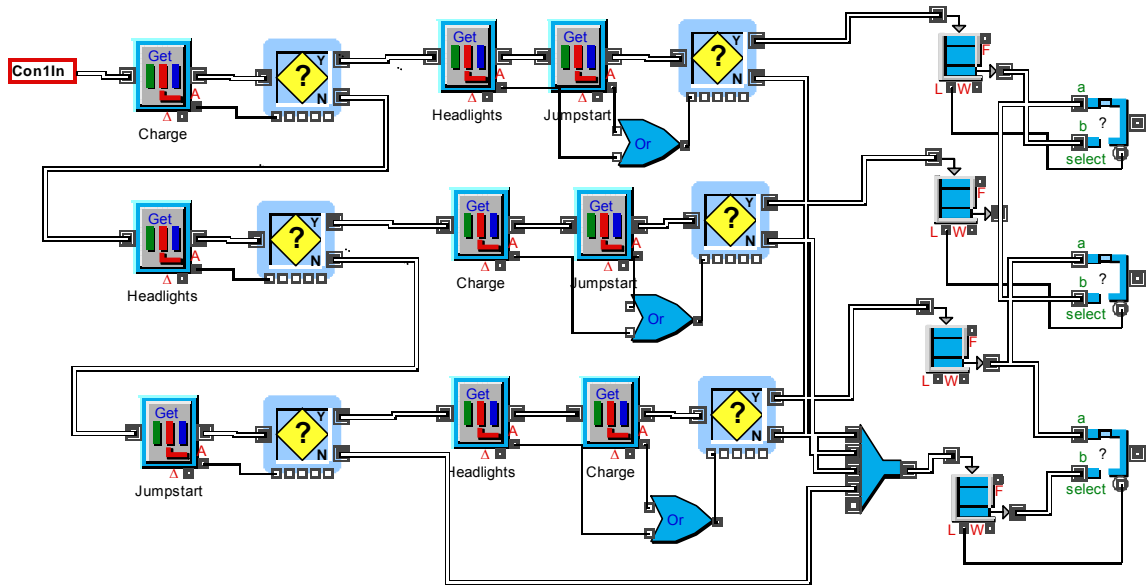 Con1In
Get
A
Δ
Charge
?
Y
N
Get
A
Δ
Headlights
Get
A
Δ
Jumpstart
?
Y
N
Or
F
L W
a
b
?
select
Get
A
Δ
Headlights
?
Y
N
Get
A
Δ
Charge
Get
A
Δ
Jumpstart
?
Y
N
Or
F
L W
a
b
?
select
Get
A
Δ
Jumpstart
?
Y
N
Get
A
Δ
Headlights
Get
A
Δ
Charge
?
Y
N
Or
F
L W
F
L W
a
b
?
select